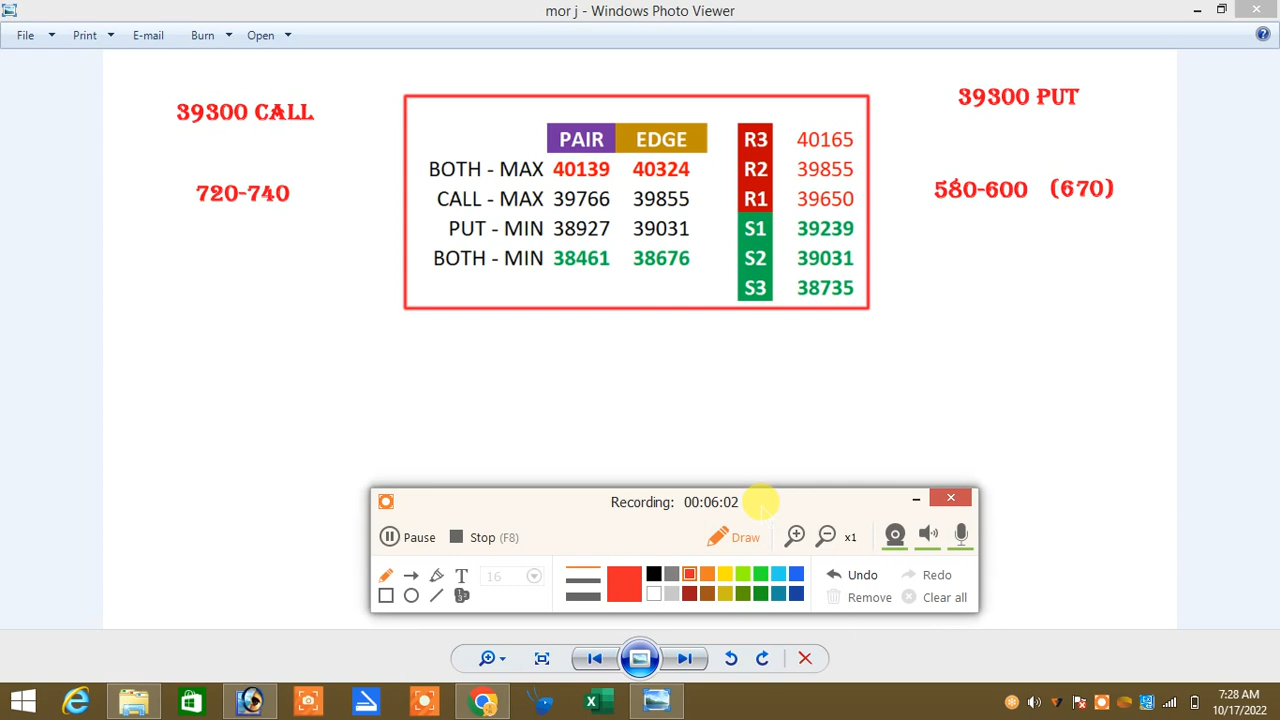 mor j - Windows Photo Viewer
File Print E-mail Burn Open
39300 CALL
720-740
PAIR EDGE
BOTH - MAX 40139 40324
CALL - MAX 39766 39855
PUT - MIN 38927 39031
BOTH - MIN 38461 38676
R3 40165
R2 39855
R1 39650
S1 39239
S2 39031
S3 38735
39300 PUT
580-600 (670)
Recording: 00:06:02
Pause Stop (F8) Draw x1
T 16 Undo Redo
Remove Clear all
7:28 AM
10/17/2022